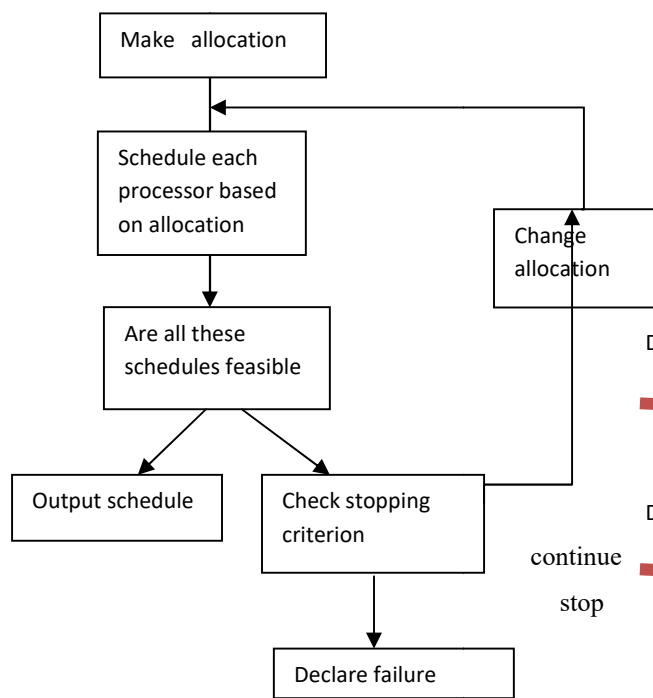 Make allocation
Schedule each
processor based
on allocation
Change
allocation
Are all these
schedules feasible
D
Output schedule
Check stopping
criterion
D
continue
stop
Declare failure